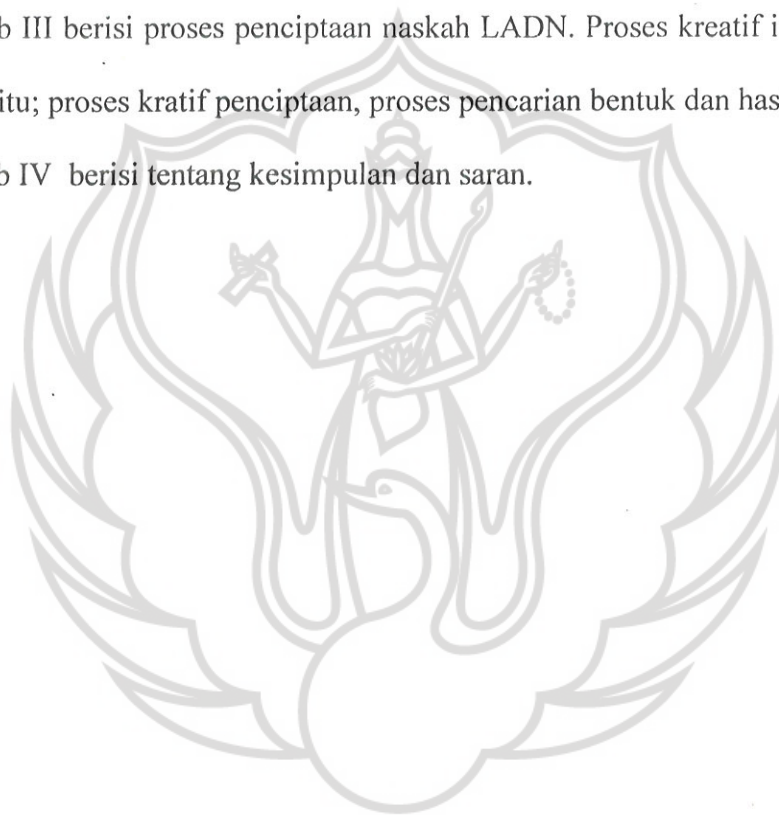 b III berisi proses penciptaan naskah LADN. Proses kreatif i
itu; proses kratif penciptaan, proses pencarian bentuk dan has
b IV berisi tentang kesimpulan dan saran.